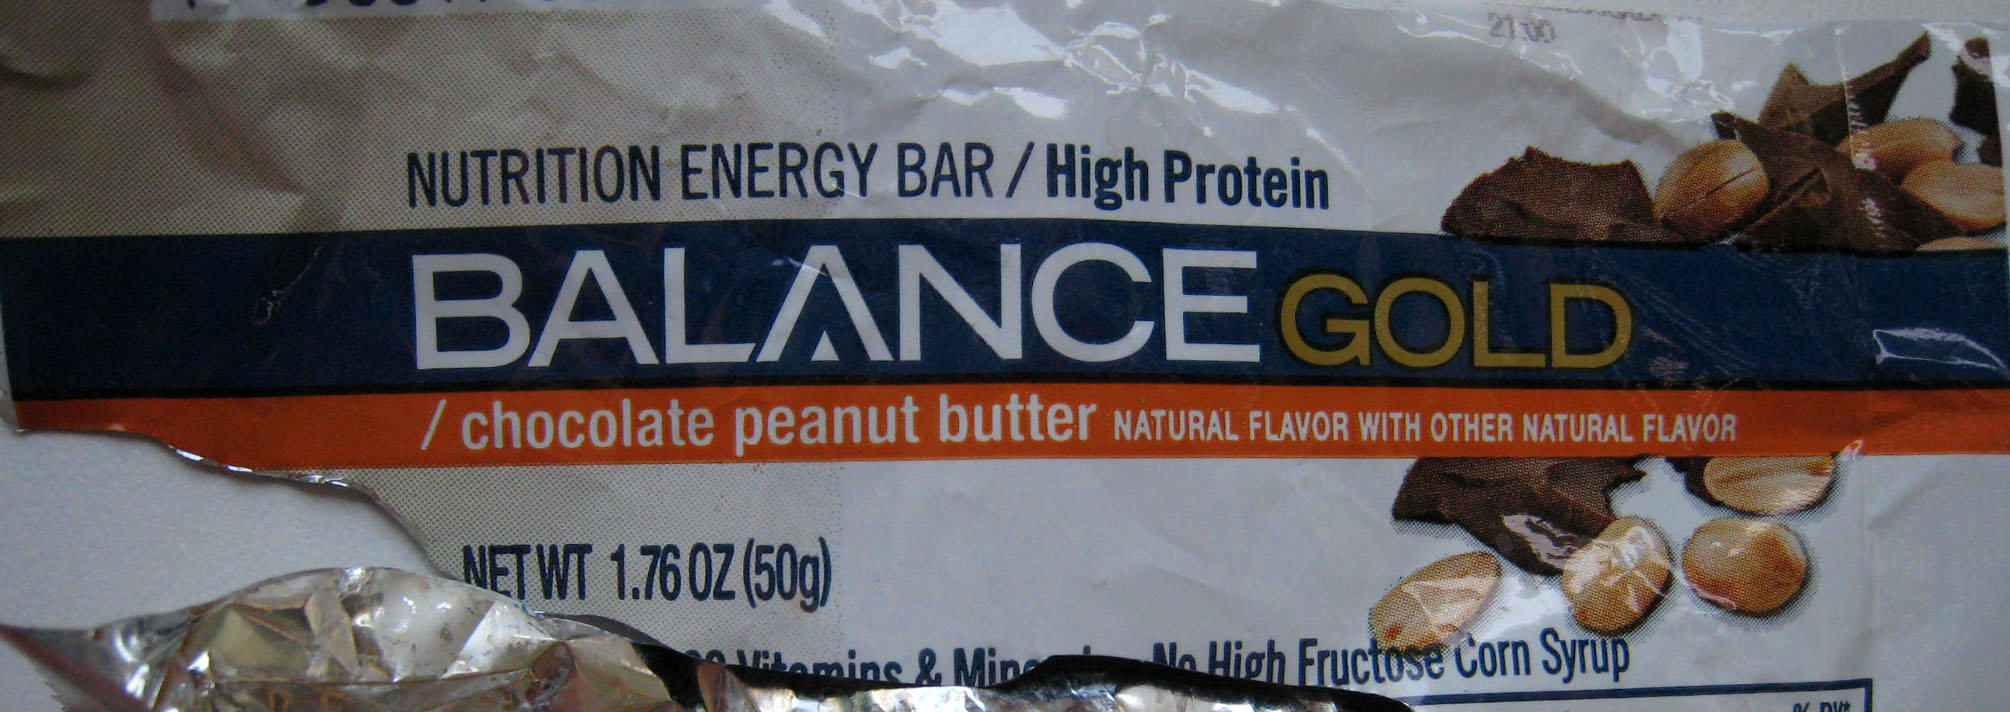 21:00
NUTRITION ENERGY BAR / High Protein
BALANCE GOLD
/ chocolate peanut butter NATURAL FLAVOR WITH OTHER NATURAL FLAVOR
NET WT 1.76 OZ (50g)
Vitamins & No High Fructose Corn Syrup
% DV*